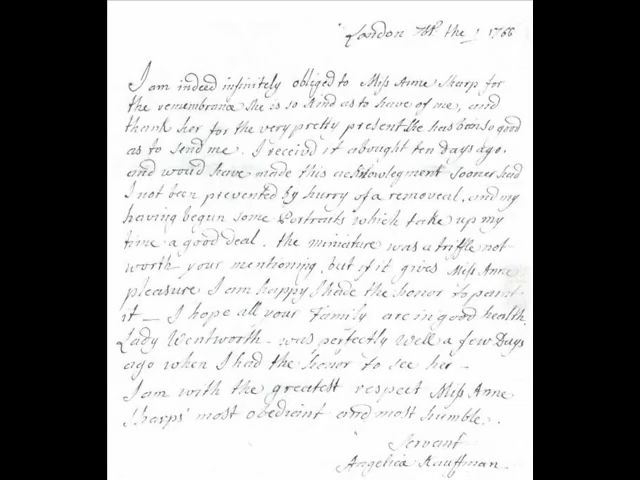 London 7br. the 1 1766
I am indeed infinitely obliged to Miss Anne Sharp for
the remembrance she is so kind as to have of me, and
thank her for the very pretty present she has been so good
as to send me. I receivd it abought ten Days ago.
and would have made this acknowlegment sooner had
I not been prevented by hurry of a removeal, and my
having begun some Portraits which take up my
time a good deal. the miniature was a triffle not
worth your mentioning, but if it gives Miss Anne
pleasure I am happy I had the honor to paint
it — I hope all your Family are in good health.
Lady Wentworth - was perfectly well a few Days
ago when I had the honor to see her -
I am with the greatest respect Miss Anne
Sharps' most obediant and most humble.
Servant
Angelica Kauffman.